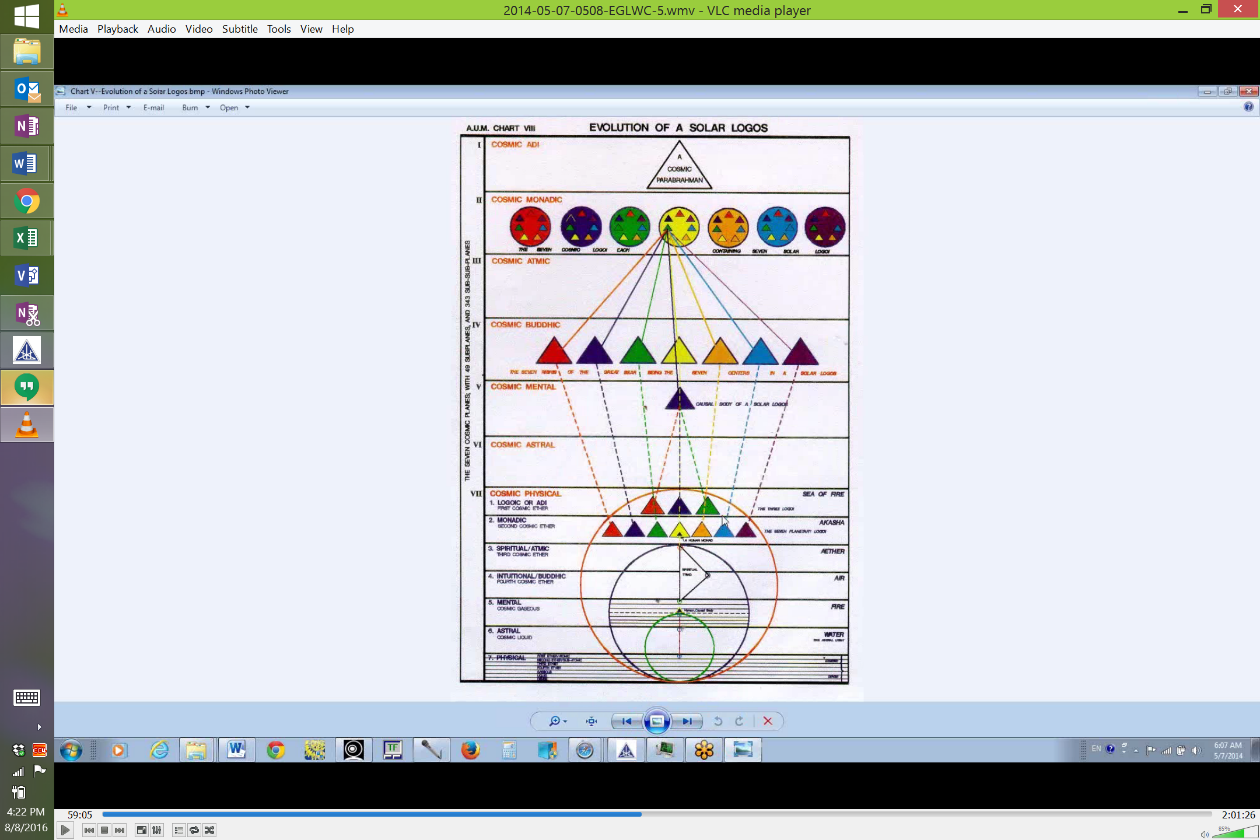 2014-05-07-0508-EGLWC-5.wmv - VLC media player
Media Playback Audio Video Subtitle Tools View Help
Chart V--Evolution of a Solar Logos.bmp - Windows Photo Viewer
File Print E-mail Burn Open
A.U.M. CHART VIII EVOLUTION OF A SOLAR LOGOS
I COSMIC ADI
A
COSMIC
PARABRAHMAN
II COSMIC MONADIC
THE SEVEN COSMIC LOGOI EACH CONTAINING SEVEN SOLAR LOGOI
III COSMIC ATMIC
THE SEVEN COSMIC PLANES; WITH 49 SUBPLANES, AND 343 SUB-SUB-PLANES
IV COSMIC BUDDHIC
THE SEVEN RISHIS OF THE GREAT BEAR BEING THE SEVEN CENTERS IN A SOLAR LOGOS
V COSMIC MENTAL
CAUSAL BODY OF A SOLAR LOGOS
VI COSMIC ASTRAL
VII COSMIC PHYSICAL SEA OF FIRE
1. LOGOIC OR ADI
FIRST COSMIC ETHER THE THREE LOGOI
2. MONADIC AKASHA
SECOND COSMIC ETHER THE SEVEN PLANETARY LOGOI
3. SPIRITUAL/ATMIC AETHER
THIRD COSMIC ETHER
4. INTUITIONAL/BUDDHIC AIR
FOURTH COSMIC ETHER
5. MENTAL FIRE
COSMIC GASEOUS
6. ASTRAL WATER
COSMIC LIQUID
7. PHYSICAL
EN
6:07 AM
5/7/2014
4:22 PM
8/8/2016
59:05 2:01:26
85%